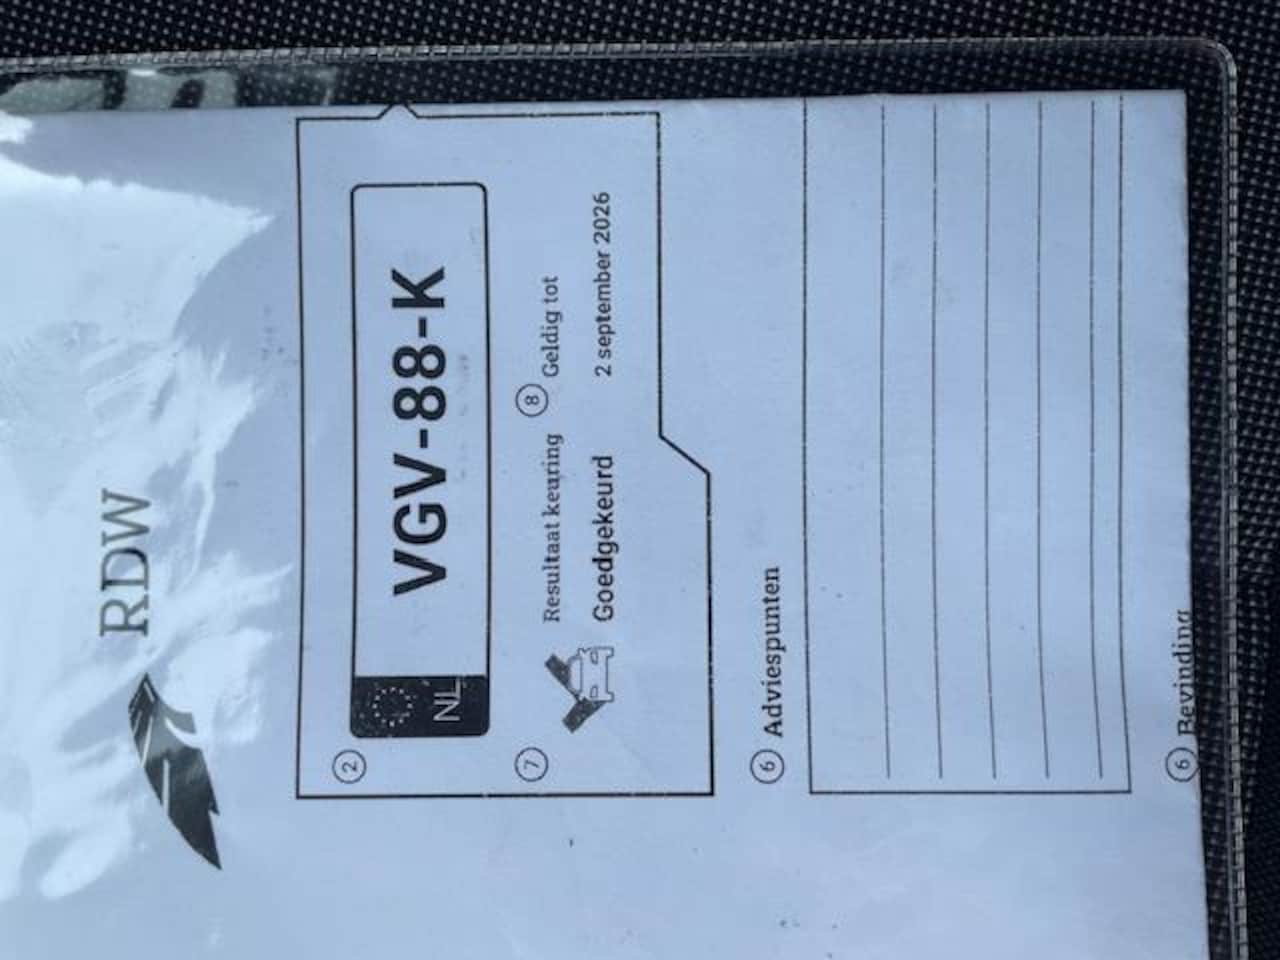 RDW
2
NL
VGV-88-K
7 Resultaat keuring 8 Geldig tot
Goedgekeurd 2 september 2026
6 Adviespunten
6 Bevinding